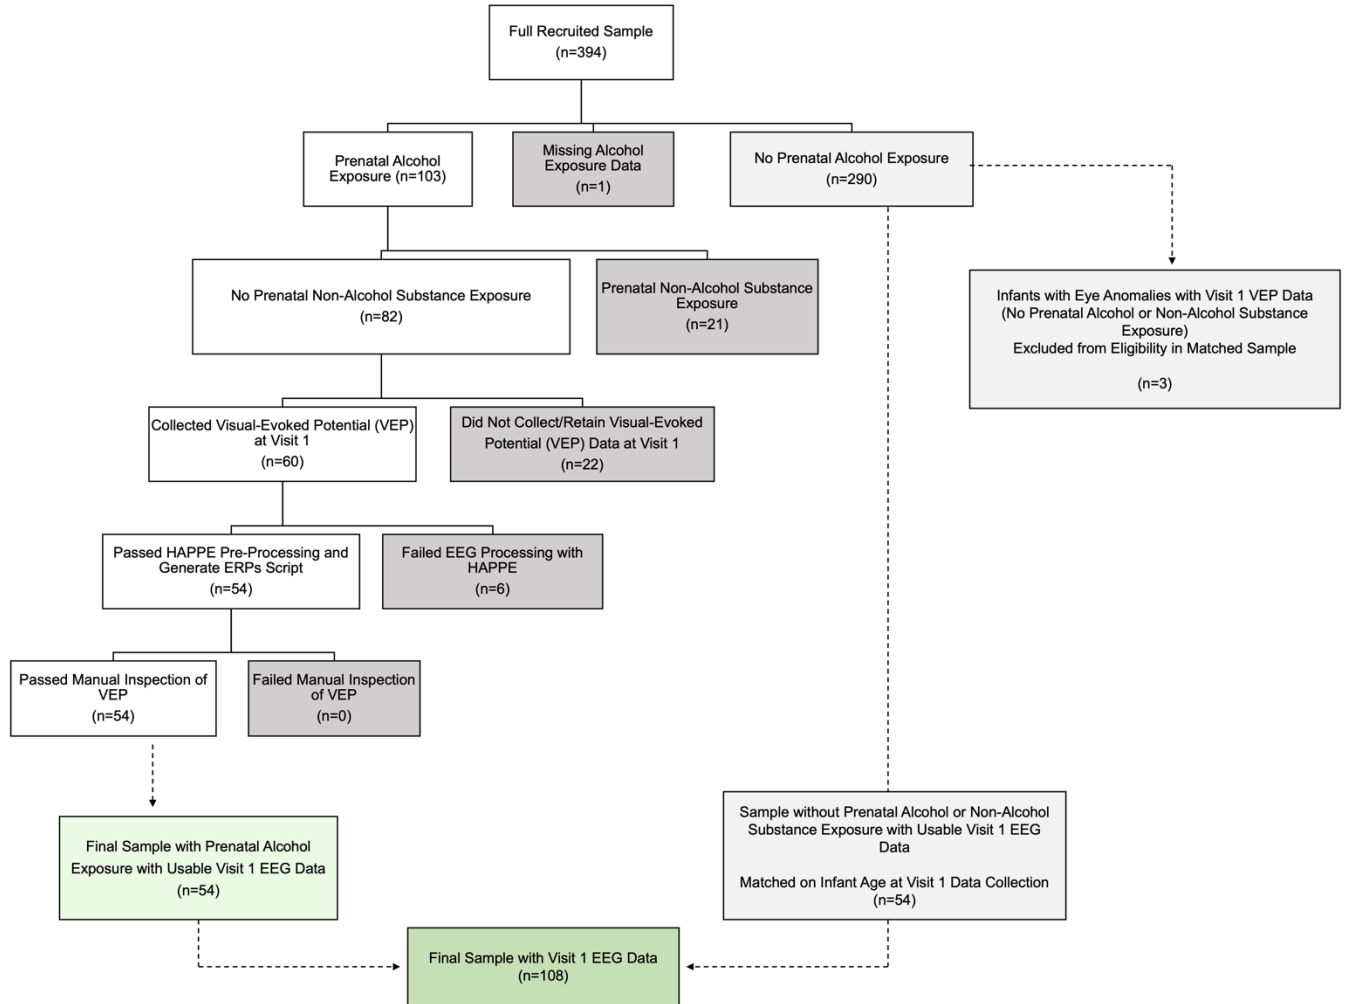 Full Recruited Sample
(n=394)
Prenatal Alcohol
Exposure (n=103)
Missing Alcohol
Exposure Data
(n=1)
No Prenatal Alcohol Exposure
(n=290)
No Prenatal Non-Alcohol Substance Exposure
(n=82)
Prenatal Non-Alcohol Substance
Exposure
(n=21)
Infants with Eye Anomalies with Visit 1 VEP Data
(No Prenatal Alcohol or Non-Alcohol Substance
Exposure)
Excluded from Eligibility in Matched Sample
(n=3)
Collected Visual-Evoked Potential (VEP)
at Visit 1
(n=60)
Did Not Collect/Retain Visual-Evoked
Potential (VEP) Data at Visit 1
(n=22)
Passed HAPPE Pre-Processing and
Generate ERPs Script
(n=54)
Failed EEG Processing with
HAPPE
(n=6)
Passed Manual Inspection of
VEP
(n=54)
Failed Manual Inspection
of VEP
(n=0)
Final Sample with Prenatal Alcohol
Exposure with Usable Visit 1 EEG Data
(n=54)
Sample without Prenatal Alcohol or Non-Alcohol
Substance Exposure with Usable Visit 1 EEG
Data
Matched on Infant Age at Visit 1 Data Collection
(n=54)
Final Sample with Visit 1 EEG Data
(n=108)